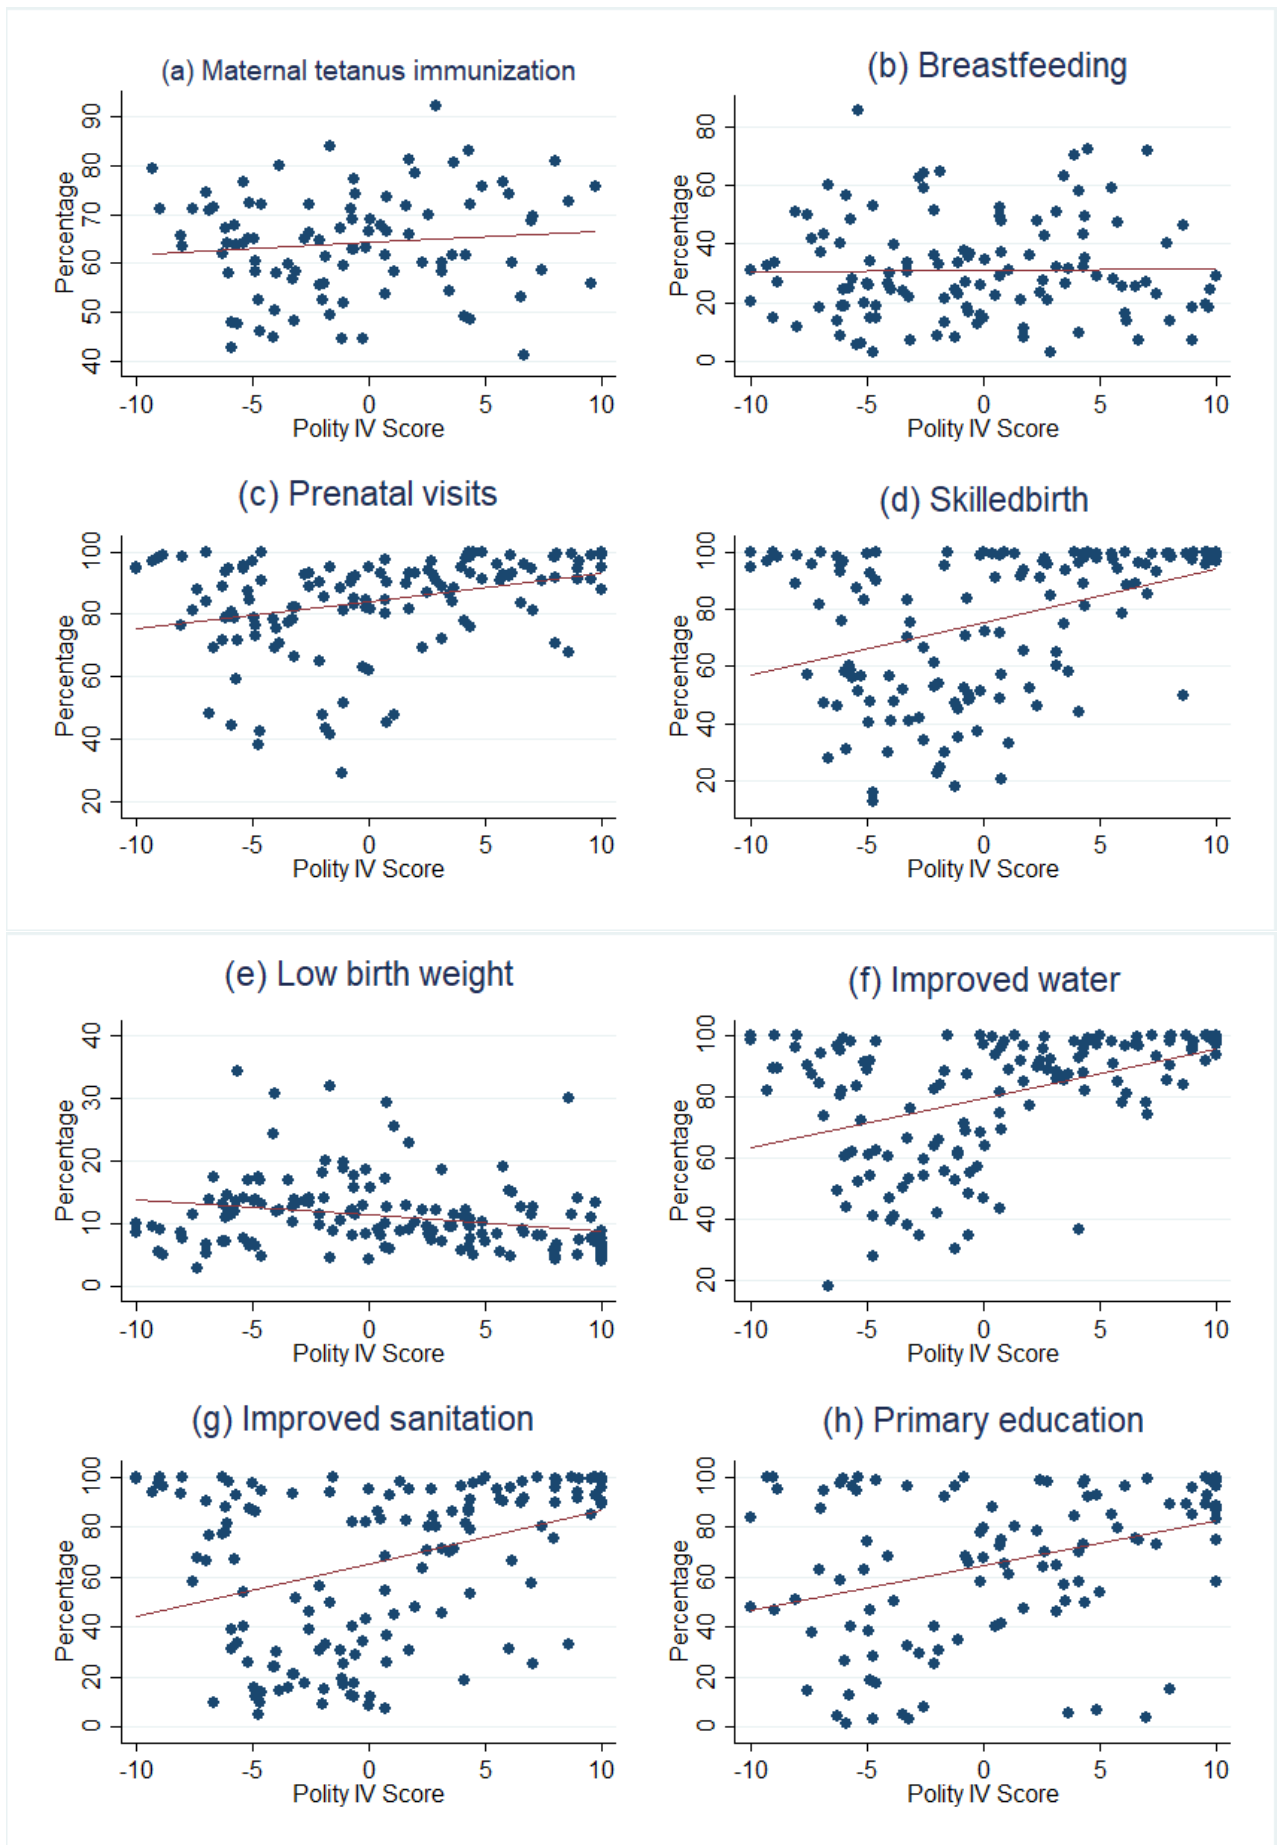 (a) Maternal tetanus immunization
Percentage
90
80
70
60
50
40
-10 -5 0 5 10
Polity IV Score
(b) Breastfeeding
Percentage
80
60
40
20
0
-10 -5 0 5 10
Polity IV Score
(c) Prenatal visits
Percentage
100
80
60
40
20
-10 -5 0 5 10
Polity IV Score
(d) Skilledbirth
Percentage
100
80
60
40
20
-10 -5 0 5 10
Polity IV Score
(e) Low birth weight
Percentage
40
30
20
10
0
-10 -5 0 5 10
Polity IV Score
(f) Improved water
Percentage
100
80
60
40
20
-10 -5 0 5 10
Polity IV Score
(g) Improved sanitation
Percentage
100
80
60
40
20
0
-10 -5 0 5 10
Polity IV Score
(h) Primary education
Percentage
100
80
60
40
20
0
-10 -5 0 5 10
Polity IV Score